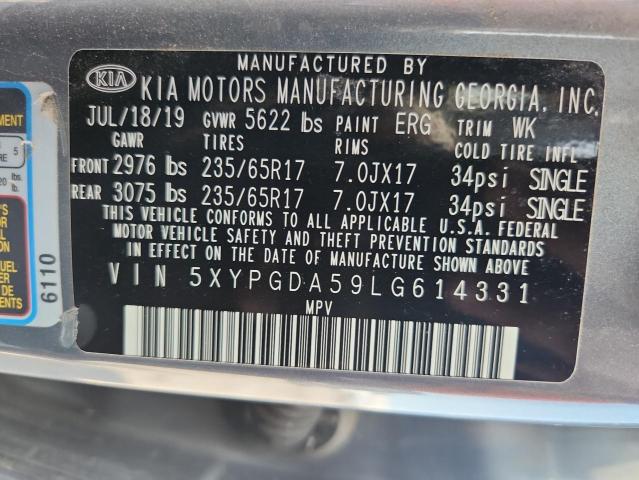 MANUFACTURED BY
KIA KIA MOTORS MANUFACTURING GEORGIA, INC.
JUL/18/19 GVWR 5622 lbs PAINT ERG TRIM WK
GAWR TIRES RIMS COLD TIRE INFL
FRONT 2976 lbs 235/65R17 7.0JX17 34psi SINGLE
REAR 3075 lbs 235/65R17 7.0JX17 34psi SINGLE
THIS VEHICLE CONFORMS TO ALL APPLICABLE U.S.A. FEDERAL
MOTOR VEHICLE SAFETY AND THEFT PREVENTION STANDARDS
IN EFFECT ON THE DATE OF MANUFACTURE SHOWN ABOVE.
VIN 5XYPGDA59LG614331
MPV
5
6110